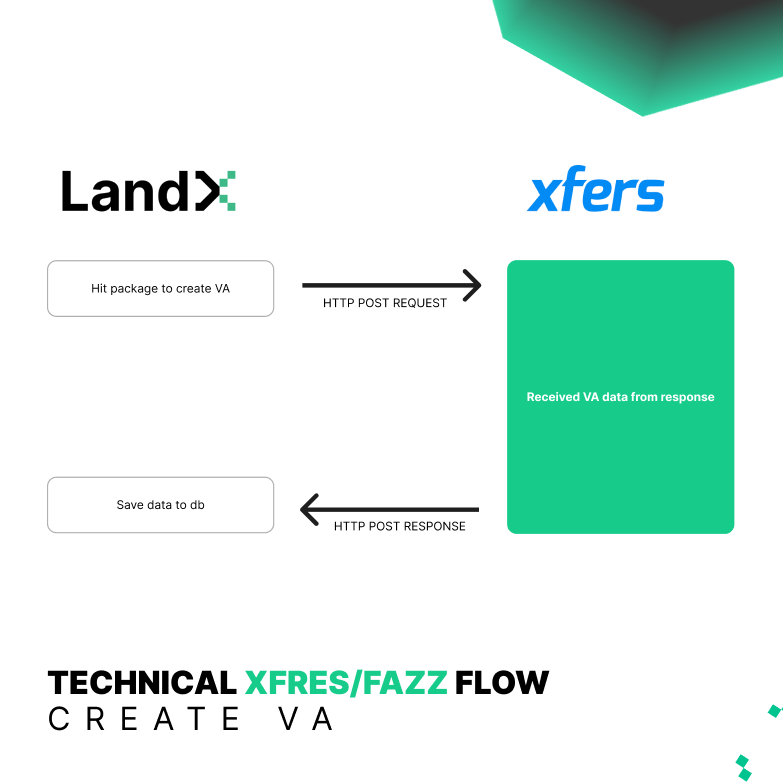 LandX
xfers
Hit package to create VA
HTTP POST REQUEST
Received VA data from response
Save data to db
HTTP POST RESPONSE
TECHNICAL XFRES/FAZZ FLOW
CREATE VA